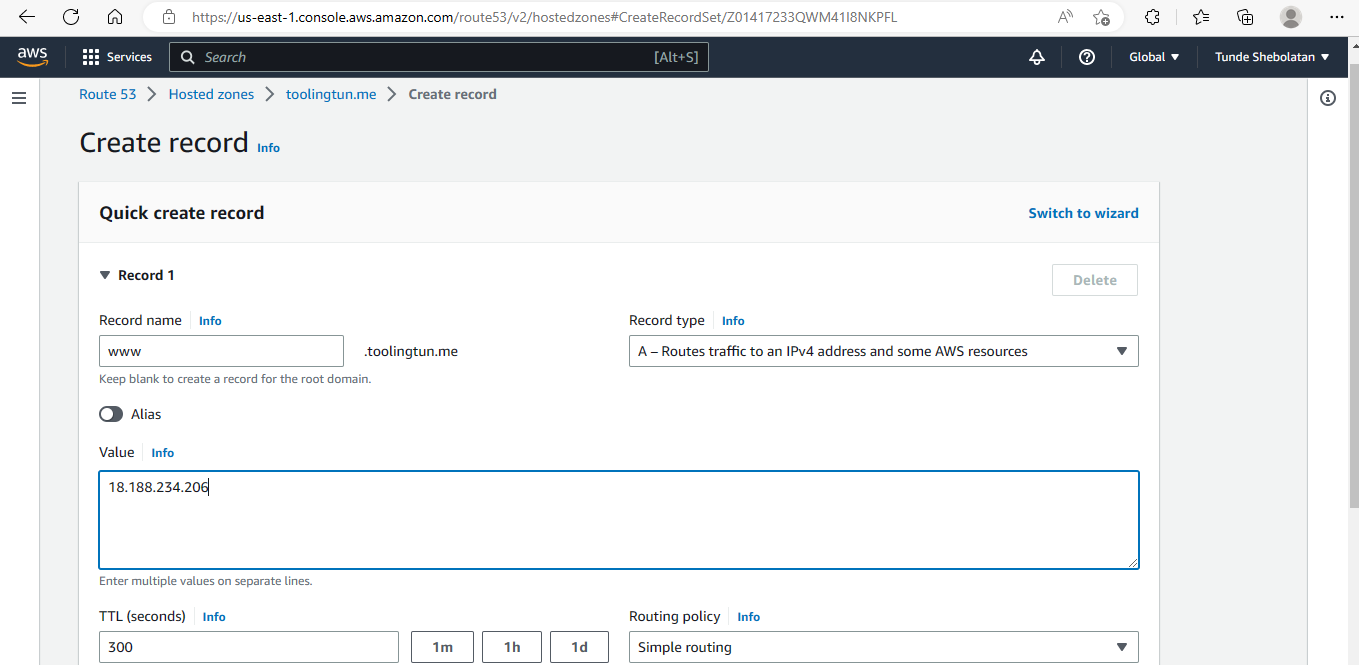 https://us-east-1.console.aws.amazon.com/route53/v2/hostedzones#CreateRecordSet/Z01417233QWM41I8NKPFL
aws Services Search [Alt+S] Global Tunde Shebolatan
Route 53 > Hosted zones > toolingtun.me > Create record
Create record Info
Quick create record Switch to wizard
Record 1 Delete
Record name Info Record type Info
www .toolingtun.me A – Routes traffic to an IPv4 address and some AWS resources
Keep blank to create a record for the root domain.
Alias
Value Info
18.188.234.206
Enter multiple values on separate lines.
TTL (seconds) Info Routing policy Info
300 1m 1h 1d Simple routing